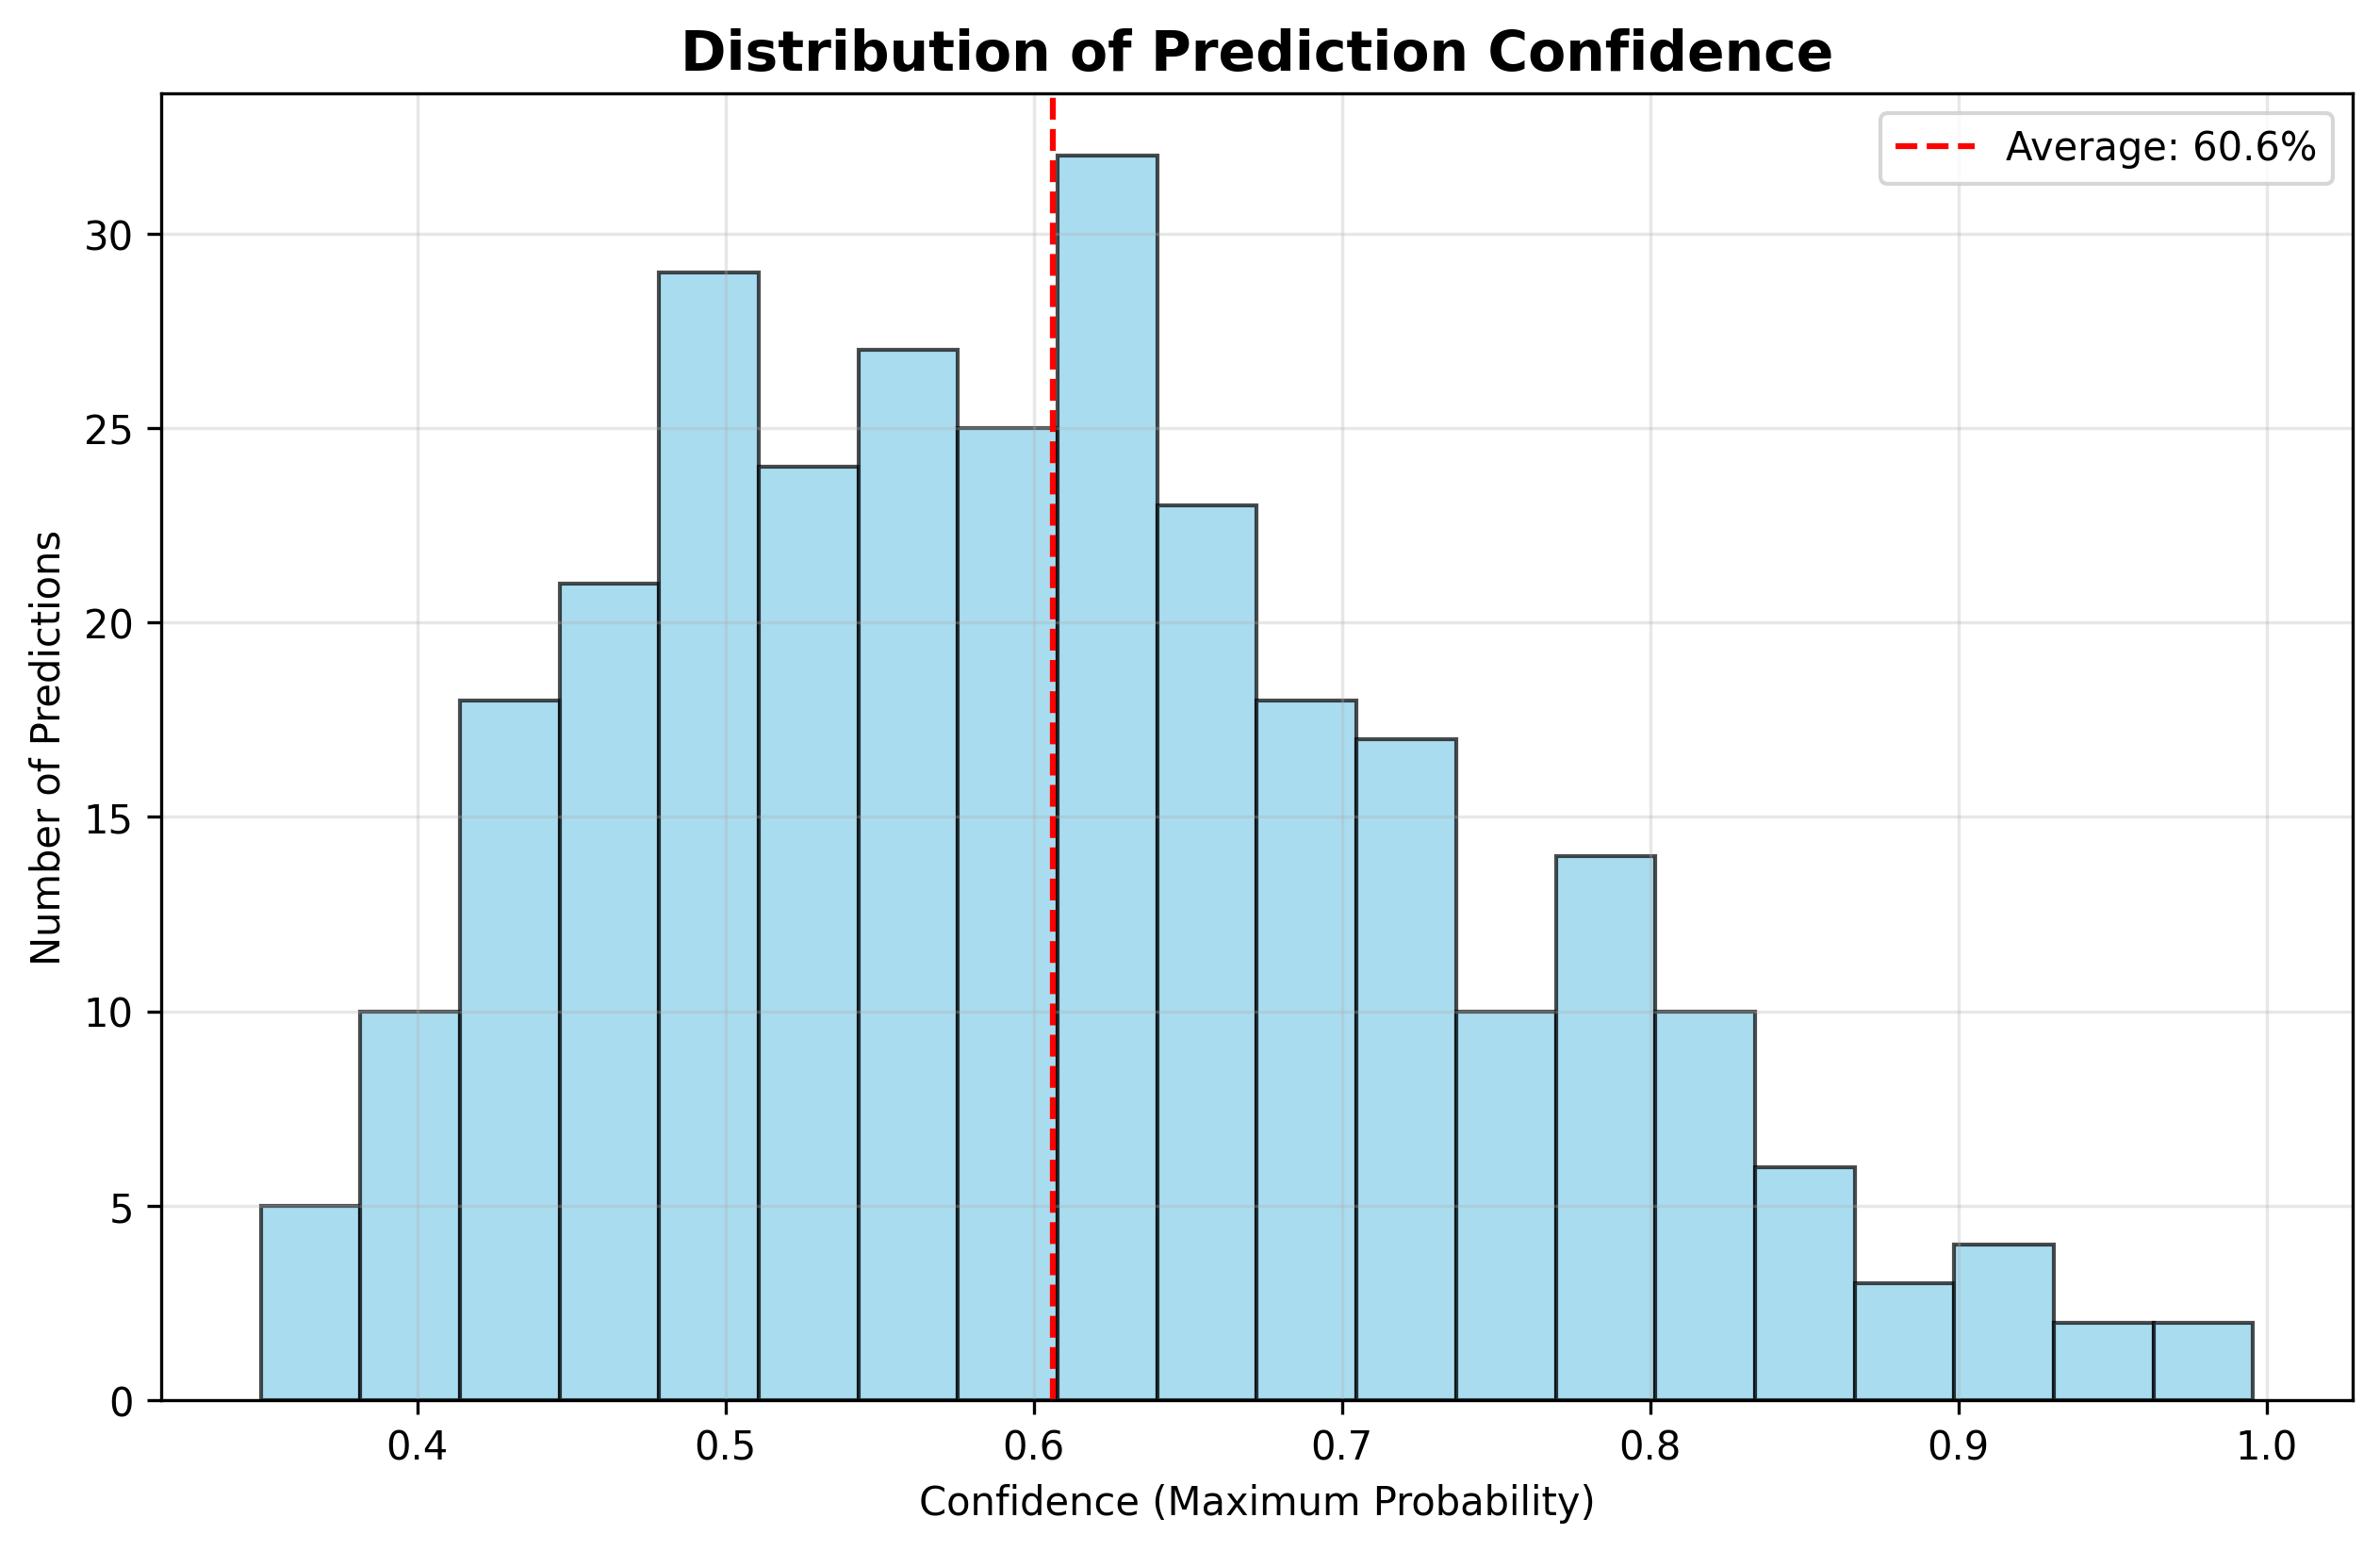 Distribution of Prediction Confidence
Average: 60.6%
Number of Predictions
30
25
20
15
10
5
0
0.4 0.5 0.6 0.7 0.8 0.9 1.0
Confidence (Maximum Probability)